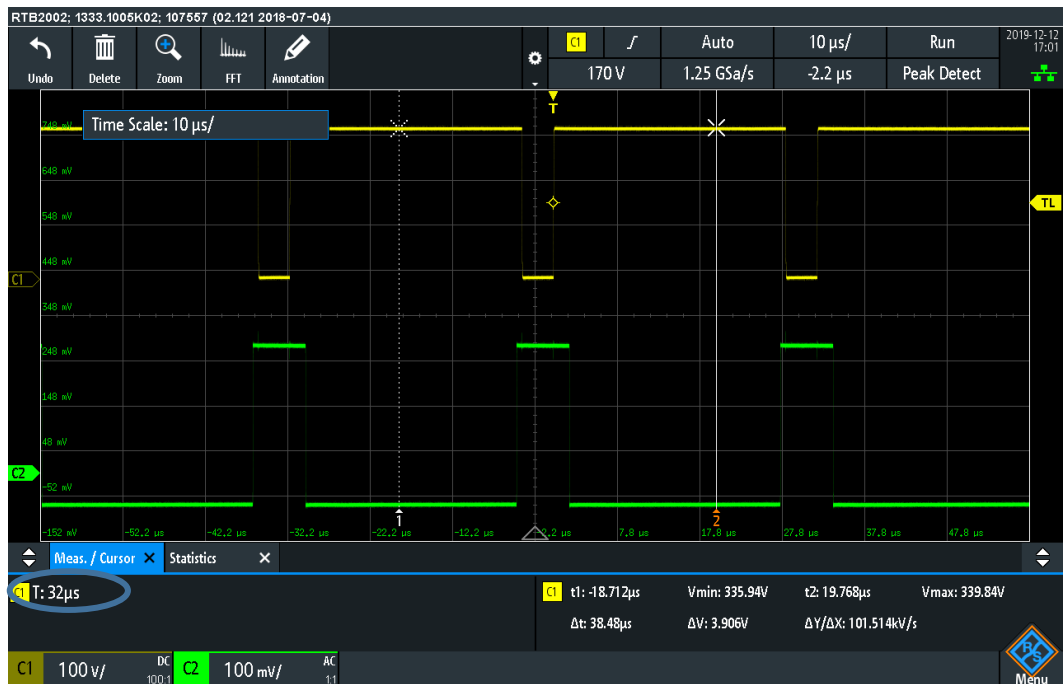 RTB2002; 1333.1005K02; 107557 (02.121 2018-07-04)
Undo Delete Zoom FFT Annotation
C1 Auto 10 µs/ Run
170 V 1.25 GSa/s -2.2 µs Peak Detect
2019-12-12
17:01
T
748 mV
Time Scale: 10 µs/
648 mV
548 mV
TL
448 mV
C1
348 mV
248 mV
148 mV
48 mV
C2
-52 mV
1 2
-152 mV -52,2 µs -42,2 µs -32,2 µs -22,2 µs -12,2 µs -2,2 µs 7,8 µs 17,8 µs 27,8 µs 37,8 µs 47,8 µs
Meas. / Cursor Statistics
C1 T: 32µs
C1 t1: -18.712µs Vmin: 335.94V t2: 19.768µs Vmax: 339.84V
Δt: 38.48µs ΔV: 3.906V ΔY/ΔX: 101.514kV/s
C1 100 V/ DC 100:1 C2 100 mV/ AC 1:1
R&S
Menu